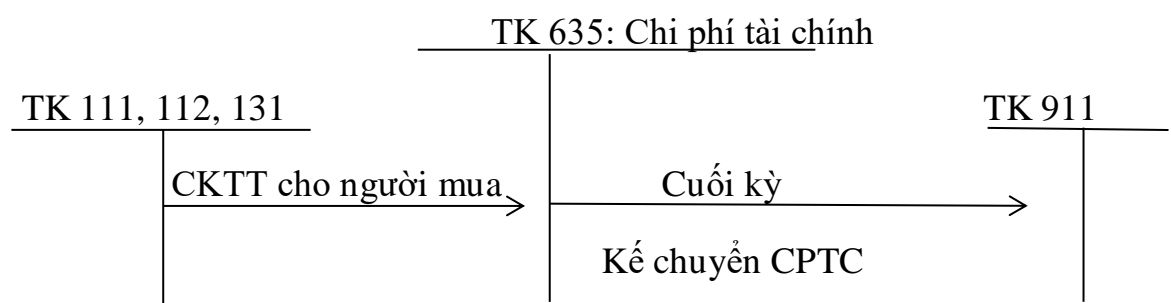 TK 635: Chi phí tài chính
TK 111, 112, 131
TK 911
CKTT cho người mua
Cuối kỳ
Kế chuyển CPTC